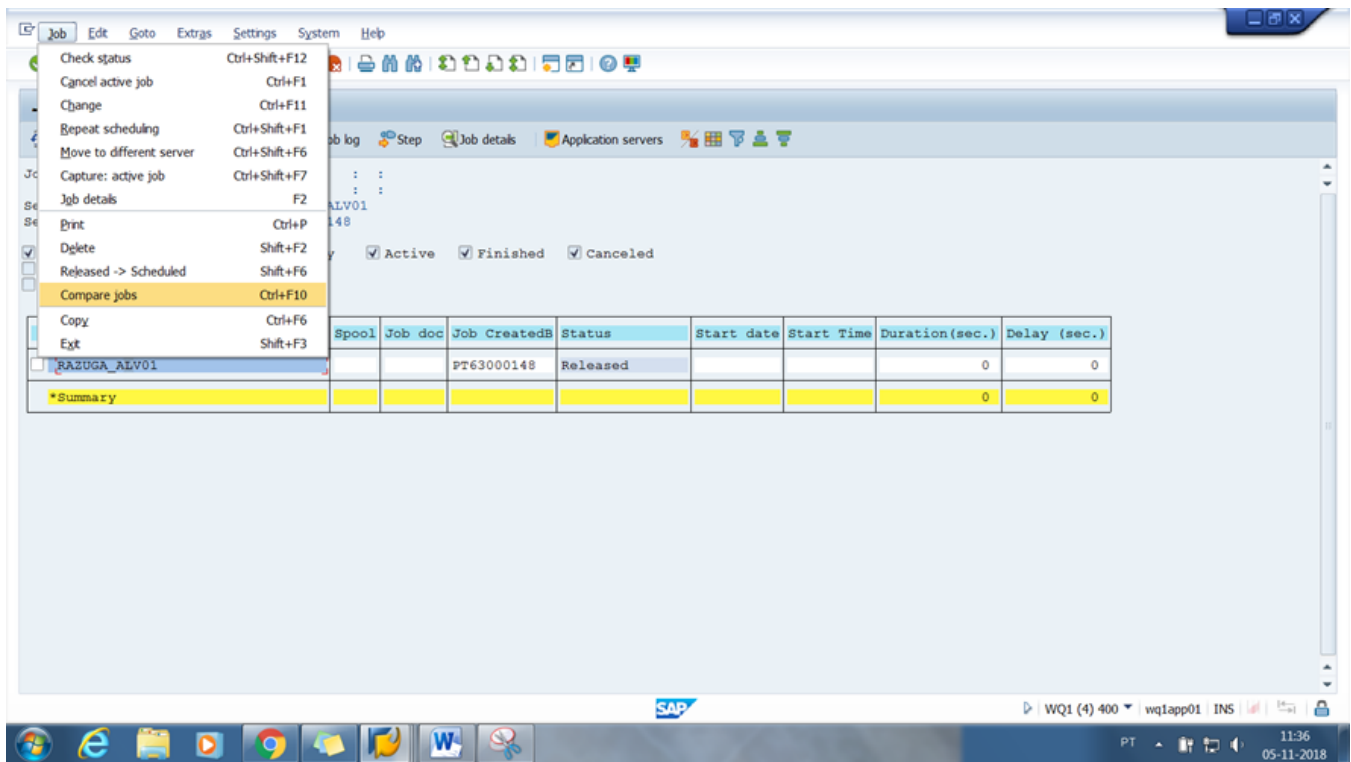 Job Edt Goto Extras Settings System Help
Check status Ctrl+Shift+F12
Cancel active job Ctrl+F1
Change Ctrl+F11
Repeat scheduling Ctrl+Shift+F1
Move to different server Ctrl+Shift+F6
Capture: active job Ctrl+Shift+F7
Job details F2
Print Ctrl+P
Delete Shift+F2
Released -> Scheduled Shift+F6
Compare jobs Ctrl+F10
Copy Ctrl+F6
Exit Shift+F3
log Step Job details Application servers
: :
: :
ALV01
148
Active Finished Canceled
Spool Job doc Job CreatedB Status Start date Start Time Duration(sec.) Delay (sec.)
RAZUGA_ALV01 PT63000148 Released 0 0
*Summary 0 0
SAP WQ1 (4) 400 wq1app01 INS
PT 11:36
05-11-2018